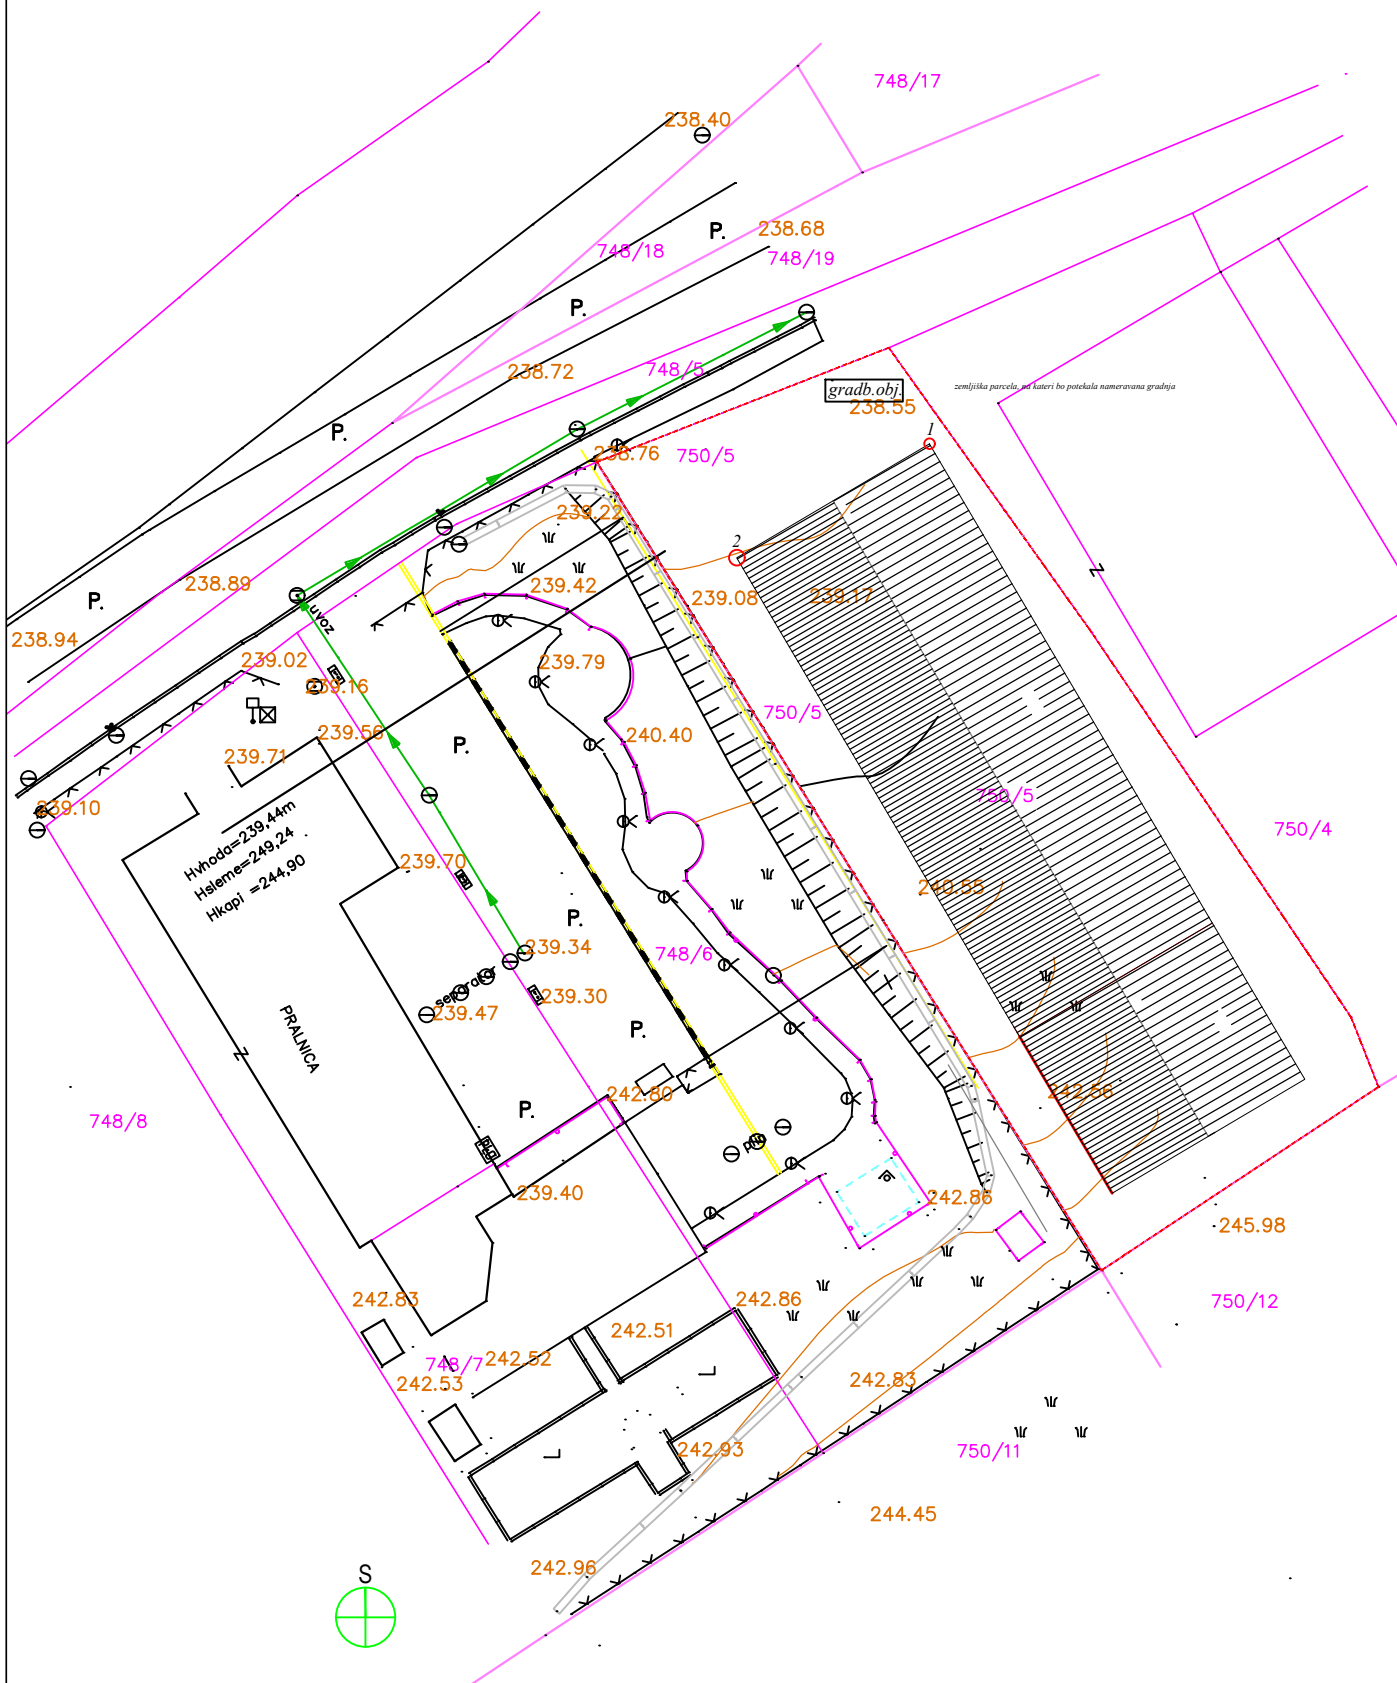 748/17
238.40
P.
238.68
748/18
748/19
P.
238.72
748/5
gradb.obj.
zemljiška parcela, na kateri bo potekala nameravana gradnja
238.55
1
P.
238.76
750/5
239.22
2
Z
238.89
239.42
239.08
239.17
P.
uvoz
238.94
239.02
239.79
239.16
750/5
239.56
240.40
P.
239.71
750/5
239.10
Hvhoda=239,44m
Hsleme=249,24
Hkapi =244,90
750/4
239.70
240.55
P.
239.34
748/6
separator
239.30
239.47
P.
PRALNICA
Z
242.80
242.56
P.
748/8
plin
239.40
242.86
245.98
242.83
242.86
750/12
242.51
748/7
242.52
242.53
L
242.83
242.93
L
750/11
244.45
242.96
S